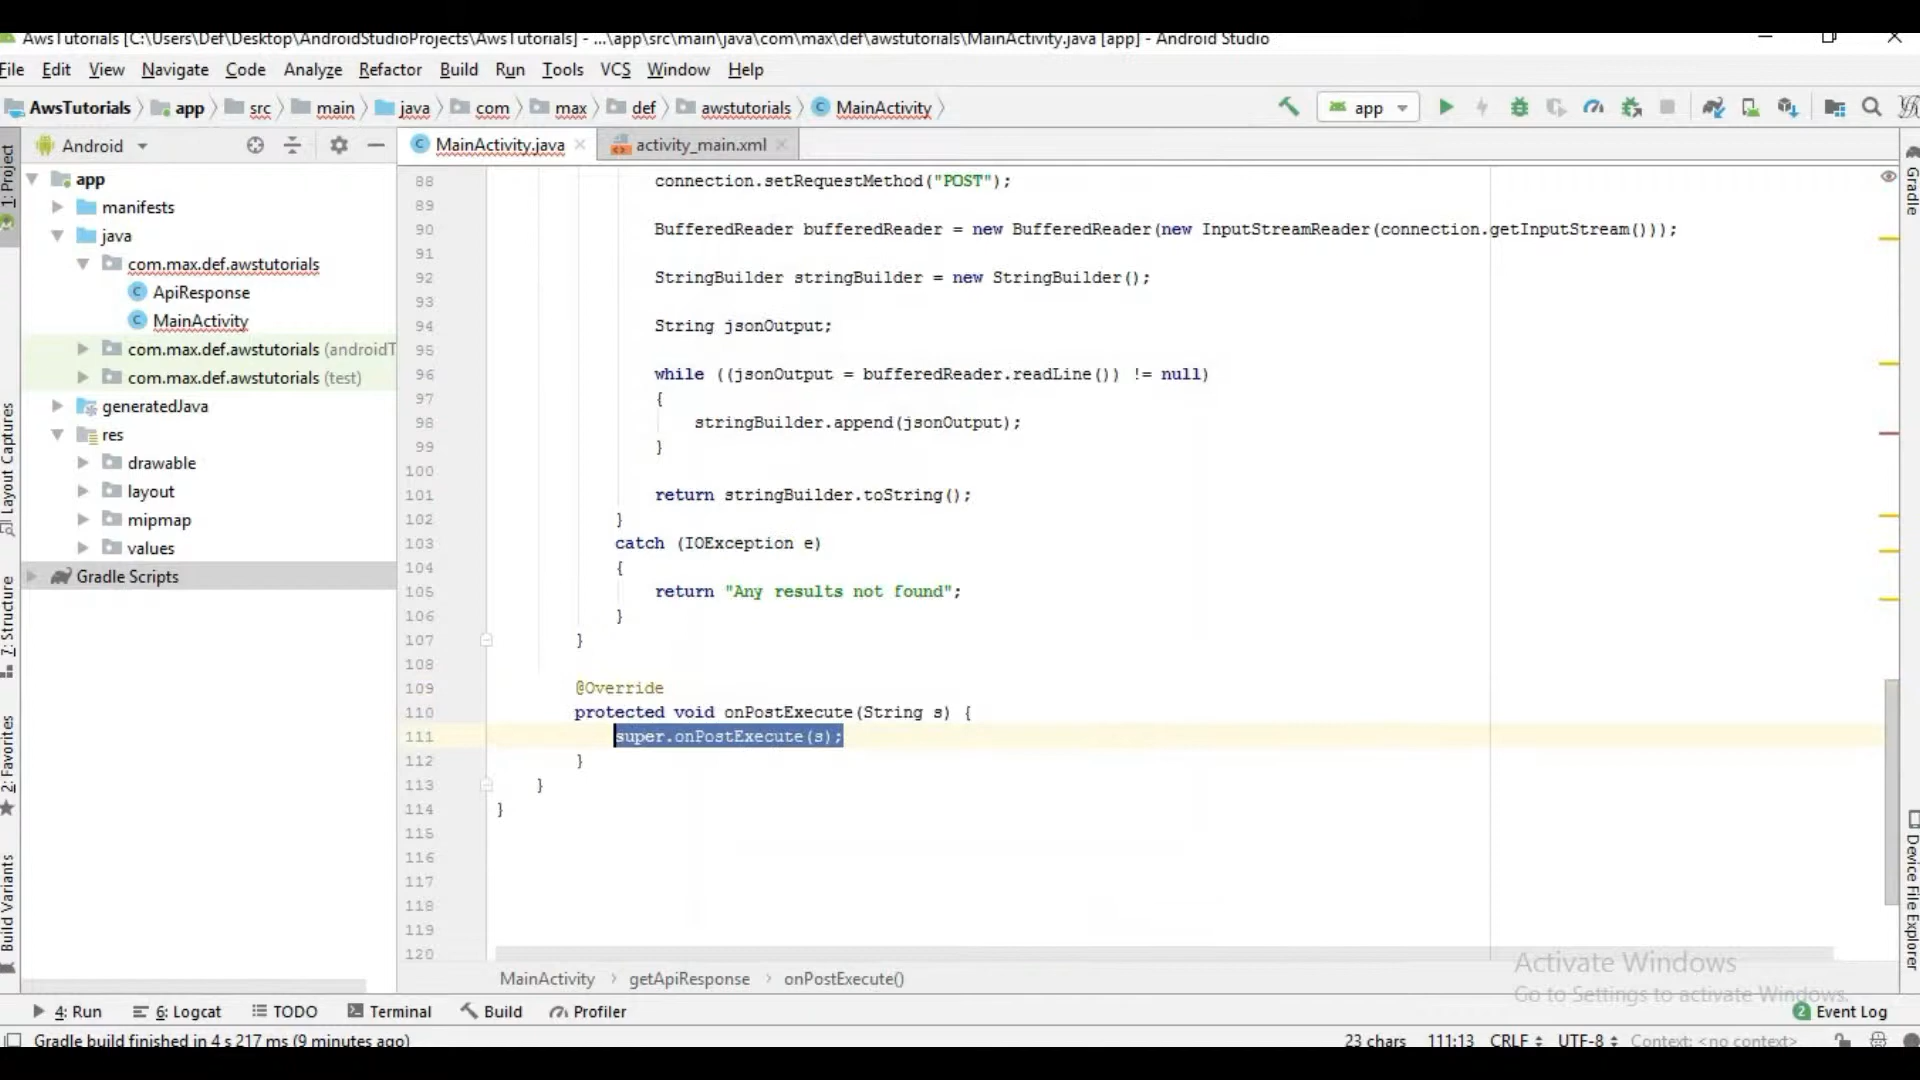 AwsTutorials [C:\Users\Def\Desktop\AndroidStudioProjects\AwsTutorials] - ...\app\src\main\java\com\max\def\awstutorials\MainActivity.java [app] - Android Studio
File Edit View Navigate Code Analyze Refactor Build Run Tools VCS Window Help
AwsTutorials app src main java com max def awstutorials MainActivity app
Android MainActivity.java activity_main.xml
1: Project
Layout Captures
7: Structure
2: Favorites
Build Variants
app
manifests
java
com.max.def.awstutorials
ApiResponse
MainActivity
com.max.def.awstutorials (androidT
com.max.def.awstutorials (test)
generatedJava
res
drawable
layout
mipmap
values
Gradle Scripts
88 connection.setRequestMethod("POST");
89
90 BufferedReader bufferedReader = new BufferedReader(new InputStreamReader(connection.getInputStream()));
91
92 StringBuilder stringBuilder = new StringBuilder();
93
94 String jsonOutput;
95
96 while ((jsonOutput = bufferedReader.readLine()) != null)
97 {
98 stringBuilder.append(jsonOutput);
99 }
100
101 return stringBuilder.toString();
102 }
103 catch (IOException e)
104 {
105 return "Any results not found";
106 }
107 }
108
109 @Override
110 protected void onPostExecute(String s) {
111 super.onPostExecute(s);
112 }
113 }
114 }
115
116
117
118
119
120
Gradle
Device File Explorer
MainActivity getApiResponse onPostExecute()
Activate Windows
Go to Settings to activate Windows.
4: Run 6: Logcat TODO Terminal Build Profiler 2 Event Log
Gradle build finished in 4 s 217 ms (9 minutes ago) 23 chars 111:13 CRLF UTF-8 Context: <no context>